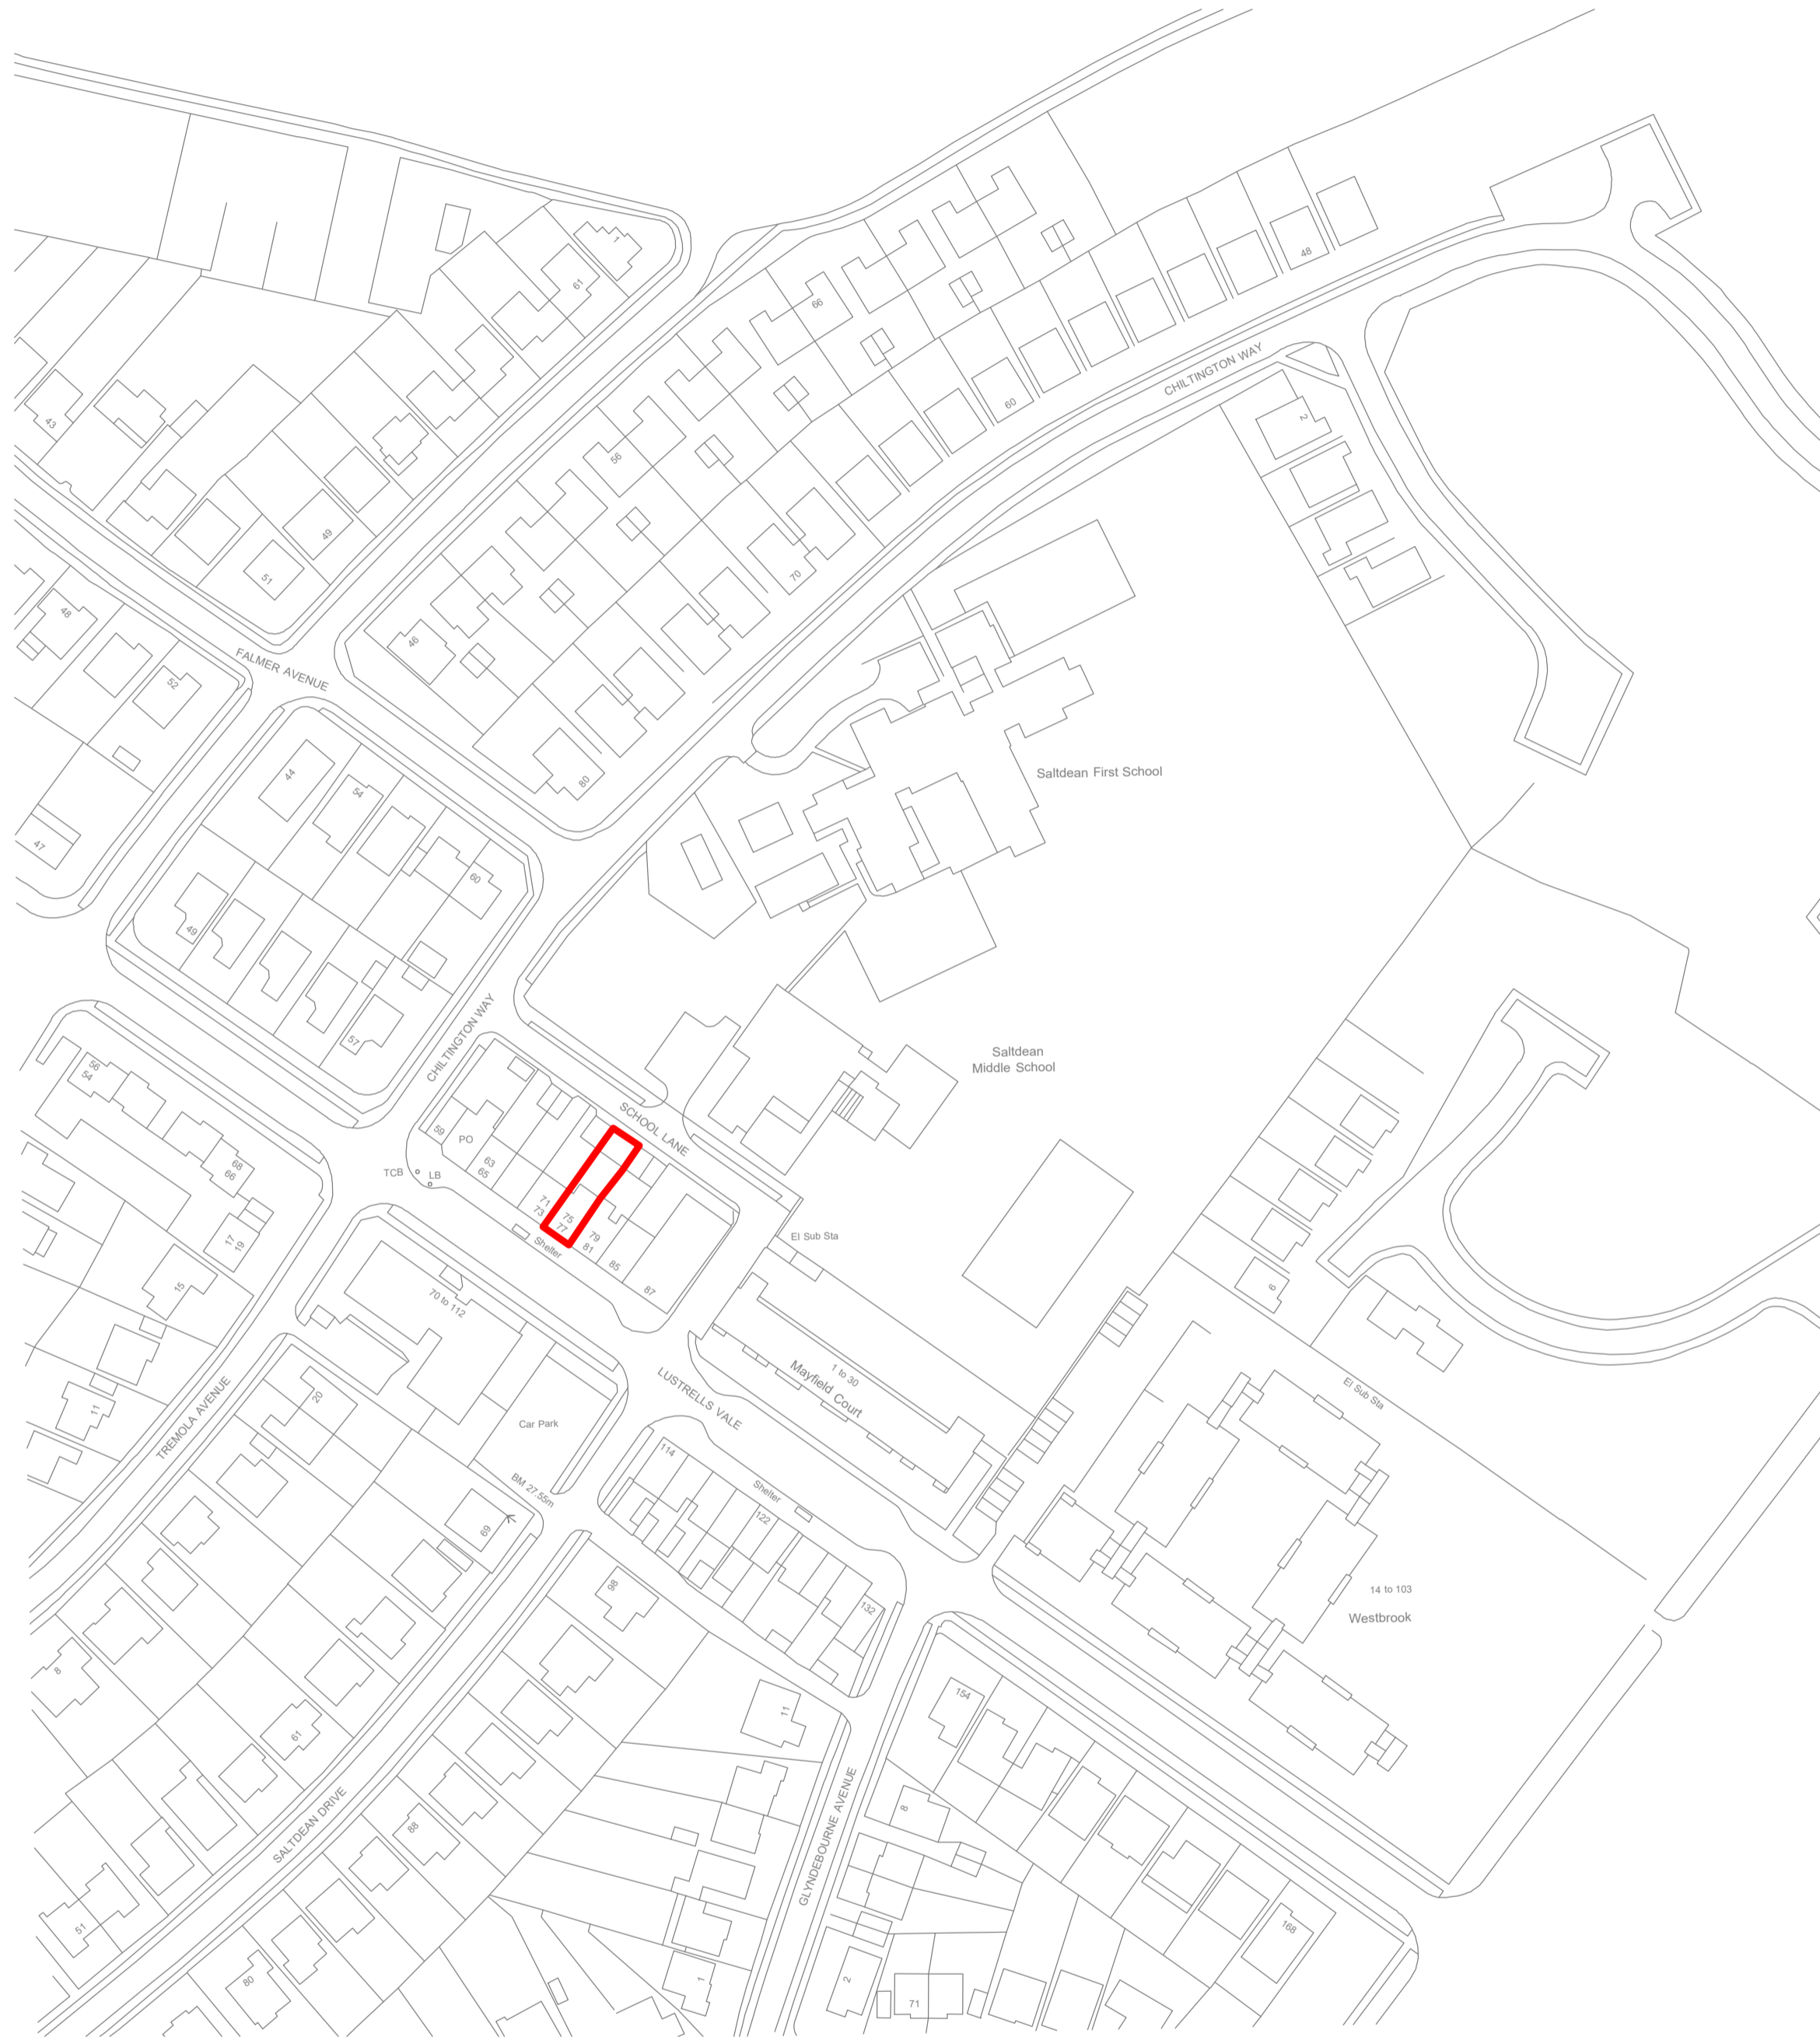 1
61
48
66
43
60
CHILTINGTON WAY
2
56
49
51
70
48
46
FALMER AVENUE
52
80
Saltdean First School
44
54
47
60
49
CHILTINGTON WAY
57
Saltdean
Middle School
56
54
SCHOOL LANE
59
PO
63
65
68
66
TCB
LB
71
73
75
77
79
81
85
87
Shelter
El Sub Sta
17
19
15
6
70 to 112
1 to 30
Mayfield Court
El Sub Sta
LUSTRELLS VALE
TREMOLA AVENUE
20
11
Car Park
114
BM 27.55m
Shelter
122
69
98
132
14 to 103
Westbrook
8
154
11
61
SALTDEAN DRIVE
88
GLYNDEBOURNE AVENUE
8
51
168
80
1
2
71